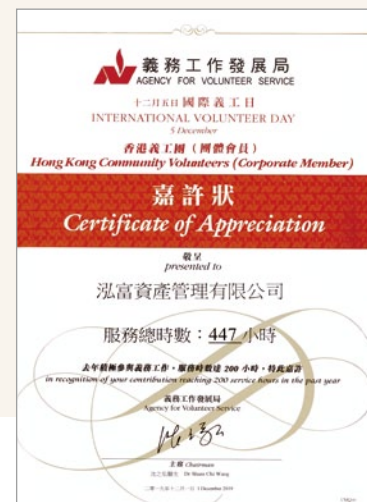 義務工作發展局
AGENCY FOR VOLUNTEER SERVICE
十二月五日 國際義工日
INTERNATIONAL VOLUNTEER DAY
5 December
香港義工團（團體會員）
Hong Kong Community Volunteers (Corporate Member)
嘉許狀
Certificate of Appreciation
敬呈
presented to
泓富資產管理有限公司
服務總時數：447 小時
去年積極參與義務工作，服務時數達 200 小時，特此嘉許
in recognition of your contribution reaching 200 service hours in the past year
義務工作發展局
Agency for Volunteer Service
主席 Chairman